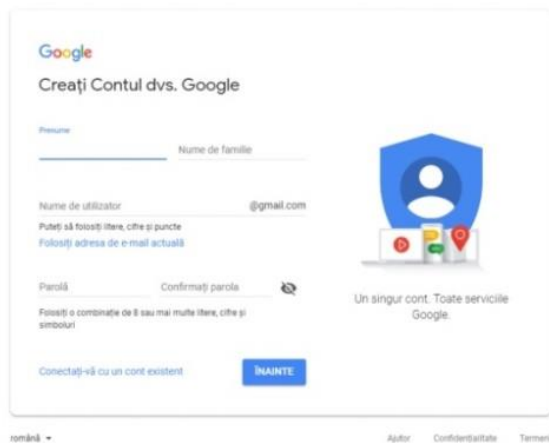 Google
Creați Contul dvs. Google
Prenume
Nume de familie
Nume de utilizator @gmail.com
Puteți să folosiți litere, cifre și puncte
Folosiți adresa de e-mail actuală
Parolă Confirmați parola
Folosiți o combinație de 8 sau mai multe litere, cifre și
simboluri
Un singur cont. Toate serviciile
Google.
Conectați-vă cu un cont existent
ÎNAINTE
română
Ajutor Confidențialitate Termeni